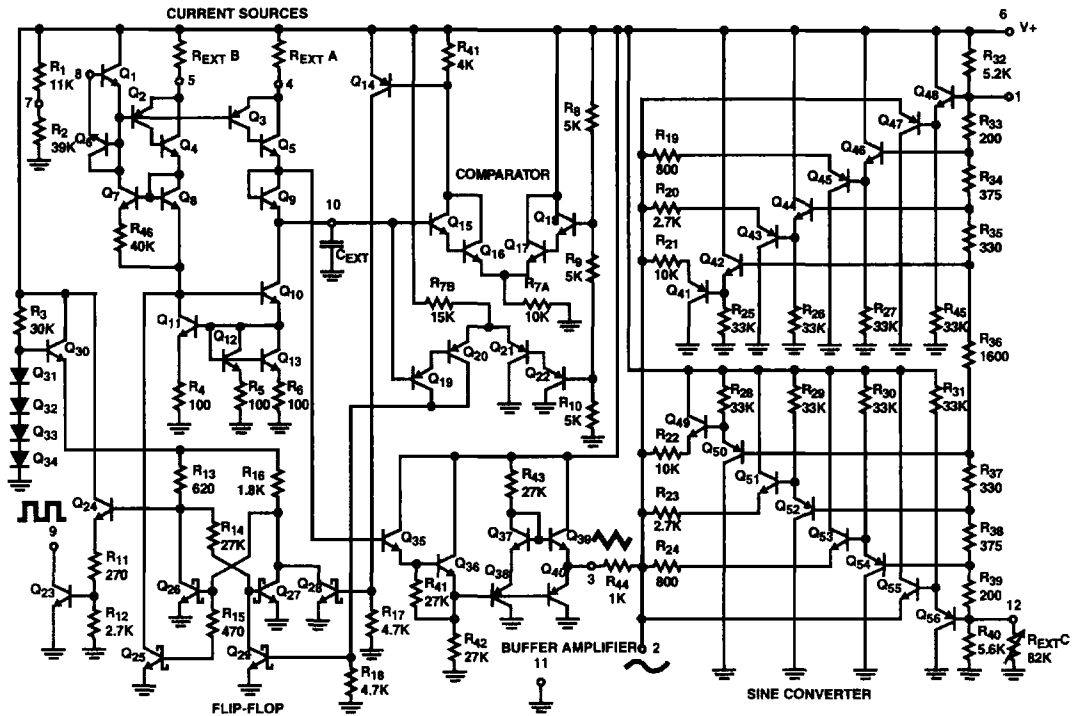 CURRENT SOURCES
6
V+
REXT B
REXT A
R41
4K
R32
5.2K
R1
11K
8
Q1
5
4
Q14
Q48
1
7
Q2
Q3
R8
5K
Q47
R33
200
R2
39K
Q6
Q4
Q5
R19
800
Q46
COMPARATOR
R34
375
Q7
Q8
Q9
10
R20
2.7K
Q45
Q44
Q15
Q18
Q43
R35
330
R46
40K
CEXT
Q16
Q17
R21
10K
Q42
R9
5K
R7B
15K
R7A
10K
Q41
Q10
R3
30K
Q11
R25
33K
R26
33K
R27
33K
R45
33K
Q30
Q12
Q13
Q20
Q21
R36
1600
Q31
Q19
Q22
R4
100
R5
100
R6
100
R28
33K
R29
33K
R30
33K
R31
33K
Q32
R10
5K
Q49
Q33
R22
10K
Q50
Q34
R13
620
R16
1.8K
R43
27K
Q51
R37
330
Q24
R23
2.7K
Q52
9
R14
27K
Q35
Q37
Q39
Q53
R38
375
R11
270
Q36
Q38
Q40
3
R24
800
Q54
Q23
Q26
Q27
Q28
R41
27K
R44
1K
Q55
R39
200
R12
2.7K
R15
470
R17
4.7K
12
Q56
Q25
Q29
R42
27K
BUFFER AMPLIFIER
2
R40
5.6K
REXTC
82K
R18
4.7K
11
FLIP-FLOP
SINE CONVERTER